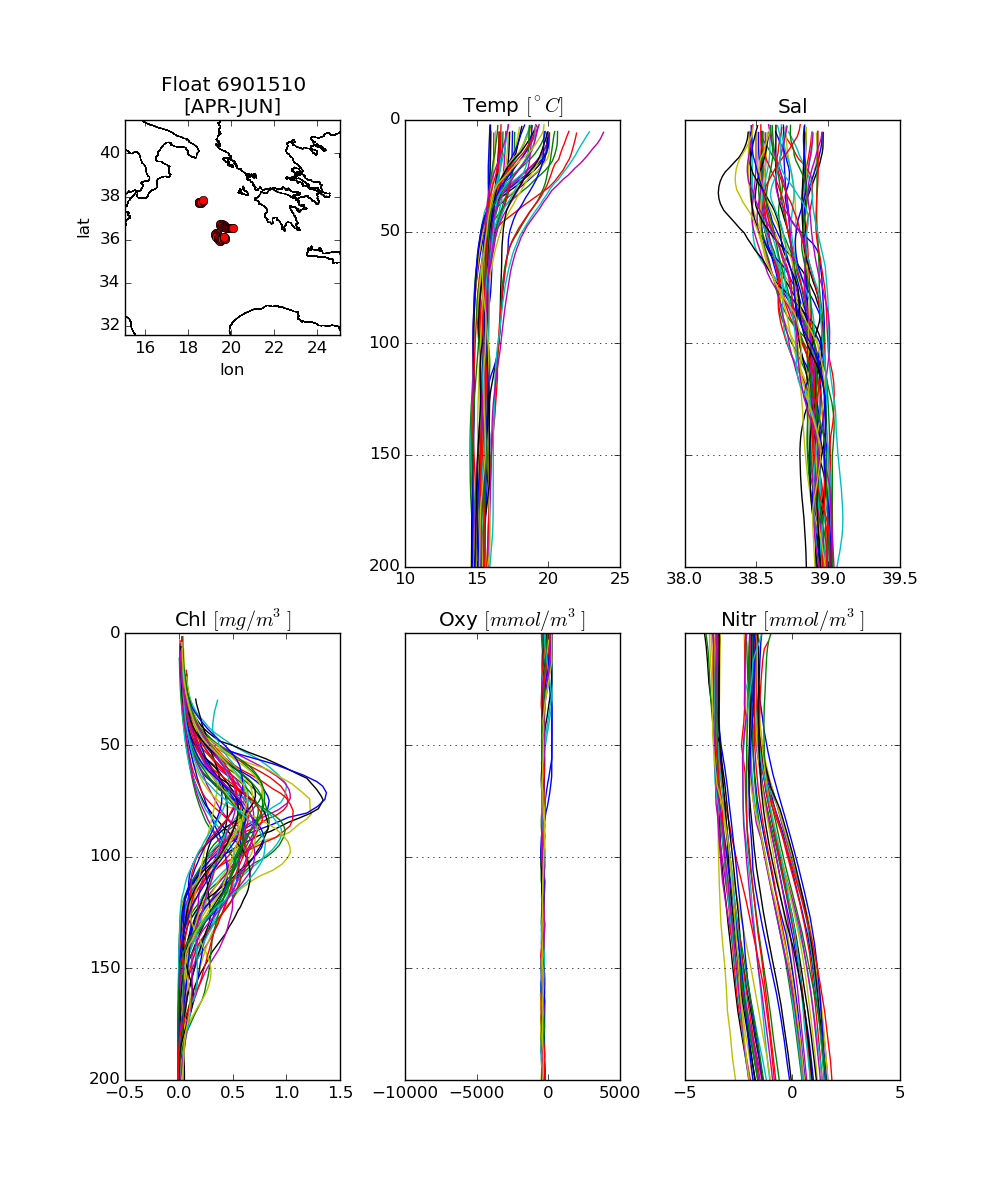 Float 6901510
[APR-JUN]
Temp [°C]
Sal
lat
40
38
36
34
32
16 18 20 22 24
lon
0
50
100
150
200
10 15 20 25
38.0 38.5 39.0 39.5
Chl [mg/m³ ]
Oxy [mmol/m³ ]
Nitr [mmol/m³ ]
0
50
100
150
200
−0.5 0.0 0.5 1.0 1.5
−10000 −5000 0 5000
−5 0 5